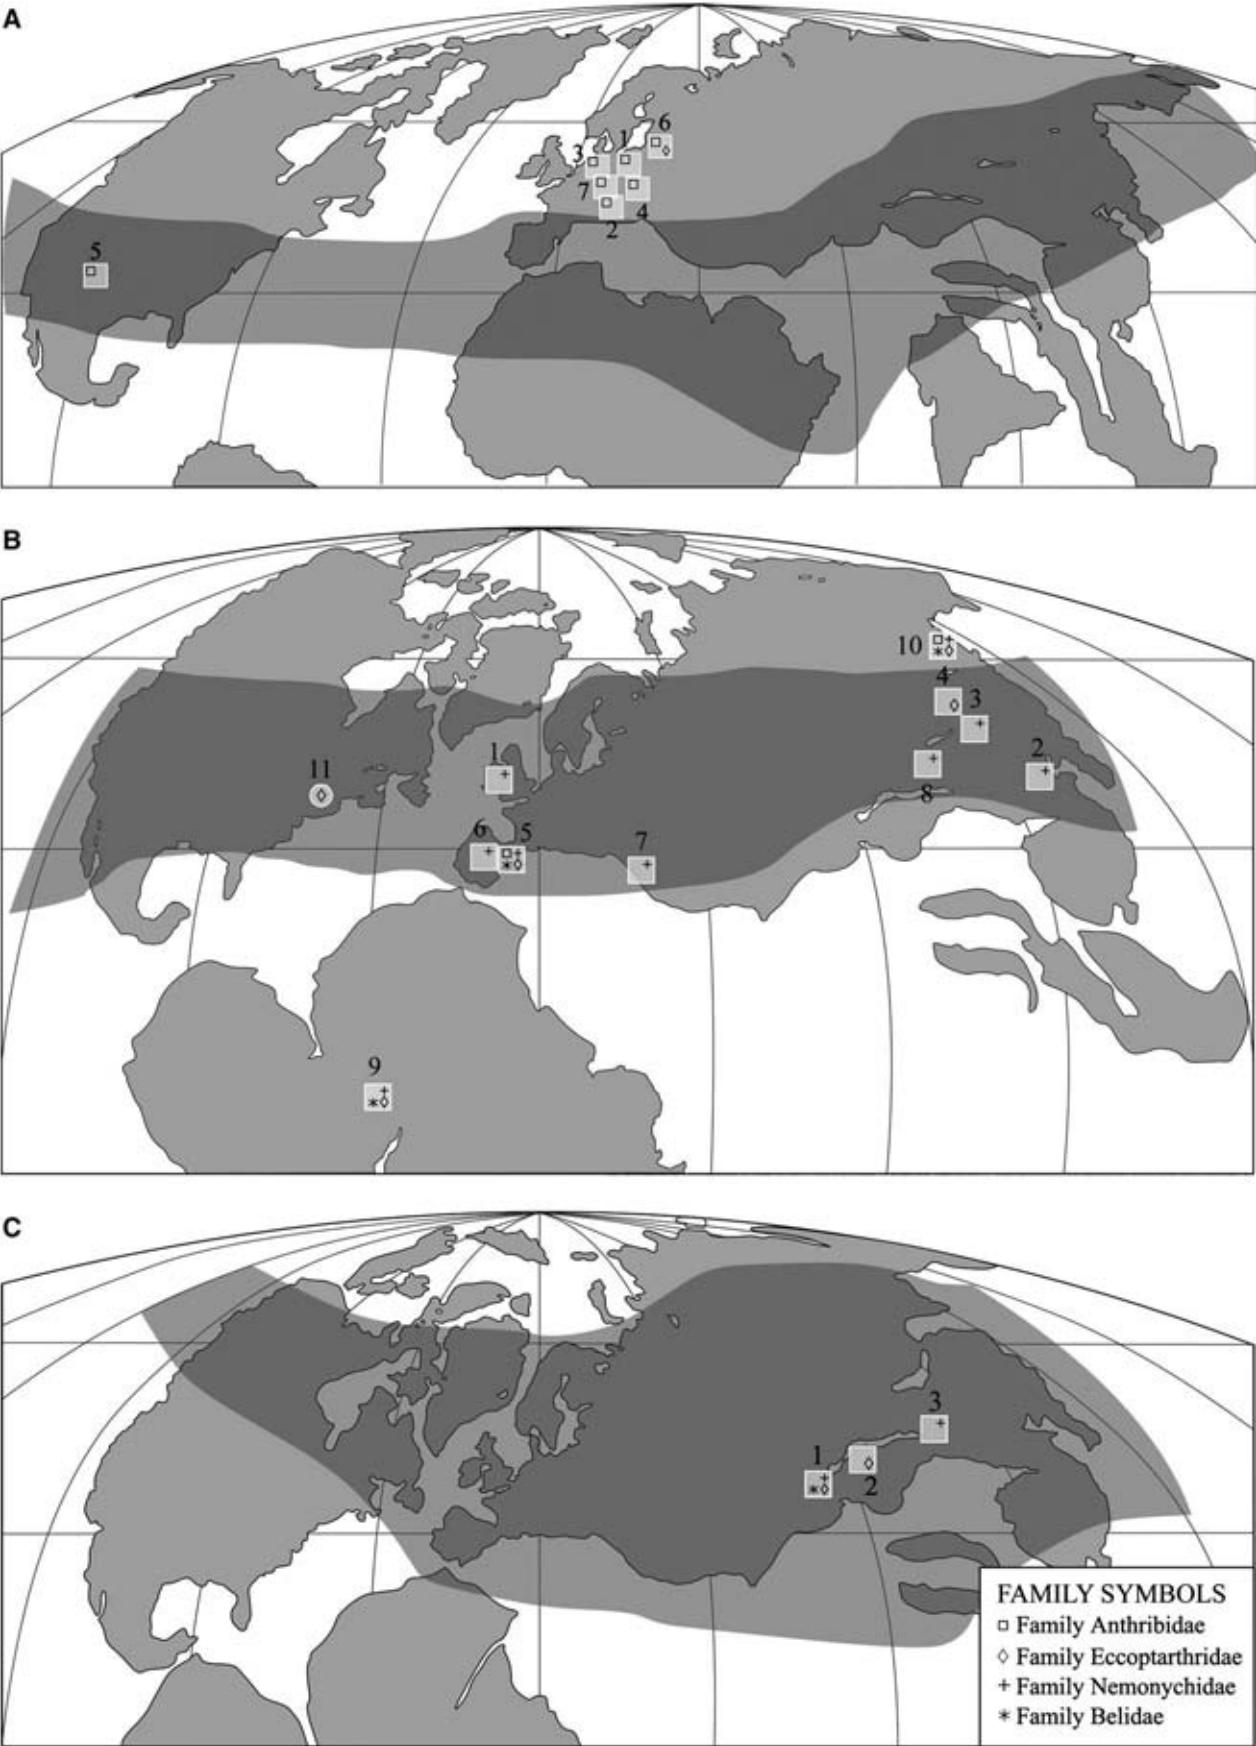 A
6
3 1
7
4
2
5
B
10
4
3
1
2
11
8
6 5
7
9
C
3
1
2
FAMILY SYMBOLS
□ Family Anthribidae
◇ Family Eccoptarthridae
+ Family Nemonychidae
* Family Belidae